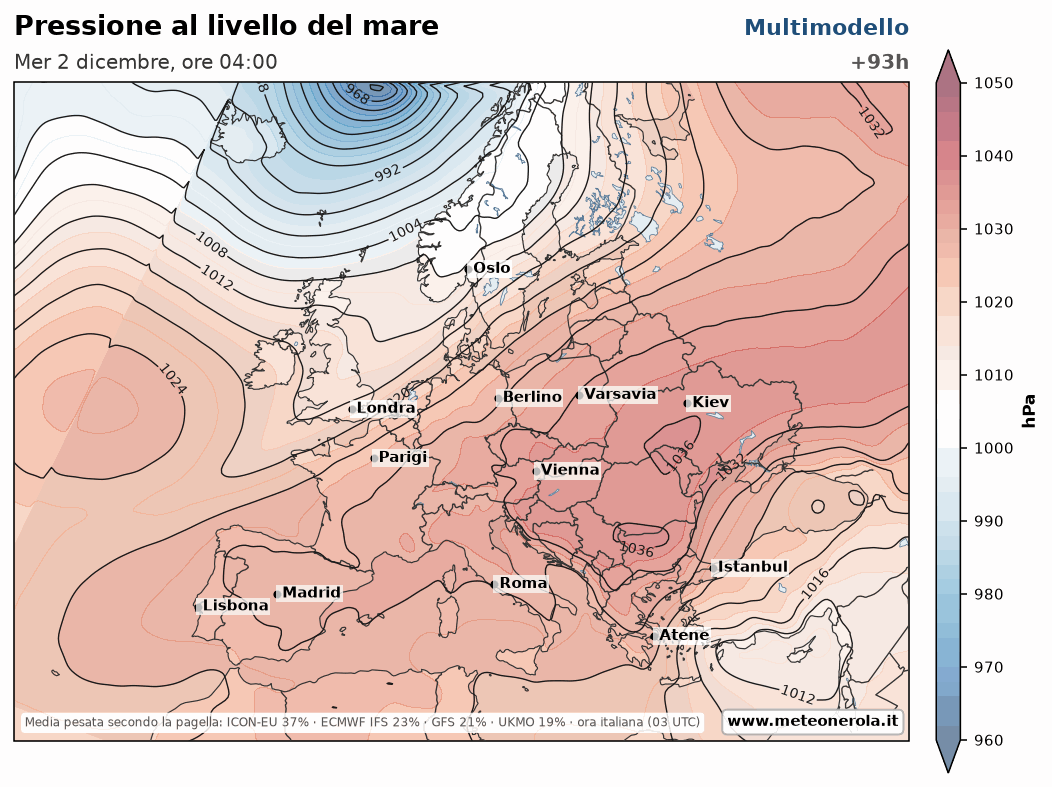 Pressione al livello del mare
Multimodello
Mer 2 dicembre, ore 04:00
+93h
968
1032
992
1004
1008
1012
Oslo
1024
Londra
Berlino
Varsavia
Kiev
Parigi
1036
Vienna
1036
Istanbul
1016
Roma
Madrid
Lisbona
Atene
1012
Media pesata secondo la pagella: ICON-EU 37% · ECMWF IFS 23% · GFS 21% · UKMO 19% · ora italiana (03 UTC)
www.meteonerola.it
1050
1040
1030
1020
1010
1000
990
980
970
960
hPa